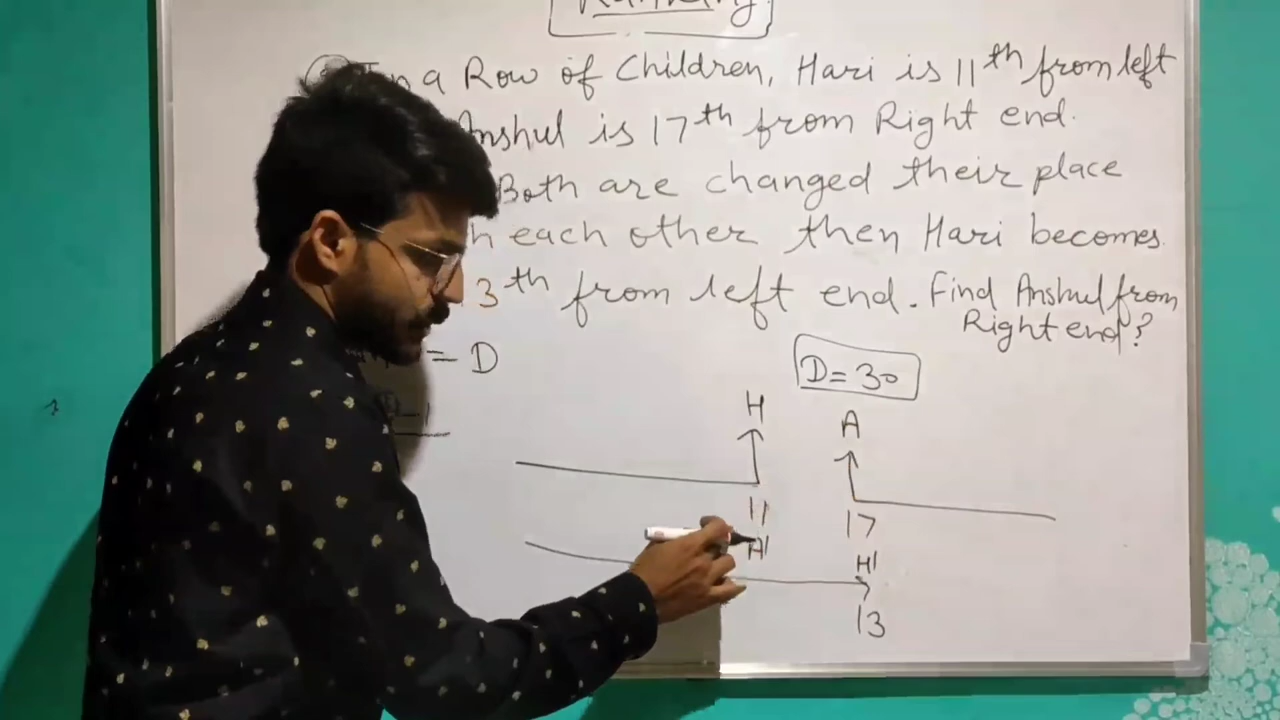 Ranking
In a Row of Children, Hari is 11th from left
Anshul is 17th from Right end.
Both are changed their place
each other then Hari becomes
3th from left end. Find Anshul from
Right end?
= D
D = 30
H
A
11
17
A'
H'
13